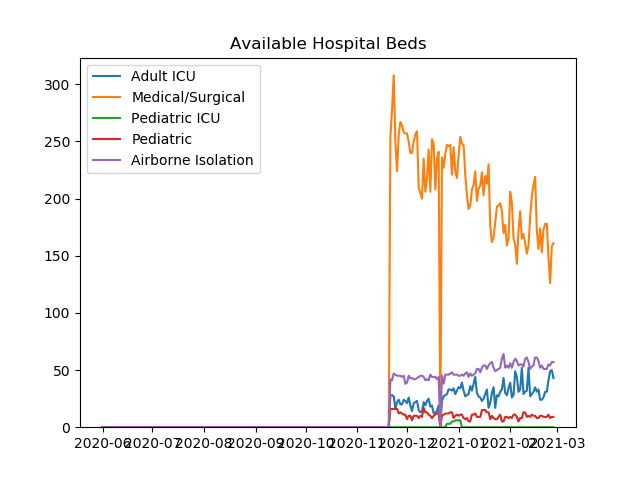 Available Hospital Beds
Adult ICU
Medical/Surgical
Pediatric ICU
Pediatric
Airborne Isolation
300
250
200
150
100
50
0
2020-06 2020-07 2020-08 2020-09 2020-10 2020-11 2020-12 2021-01 2021-02 2021-03